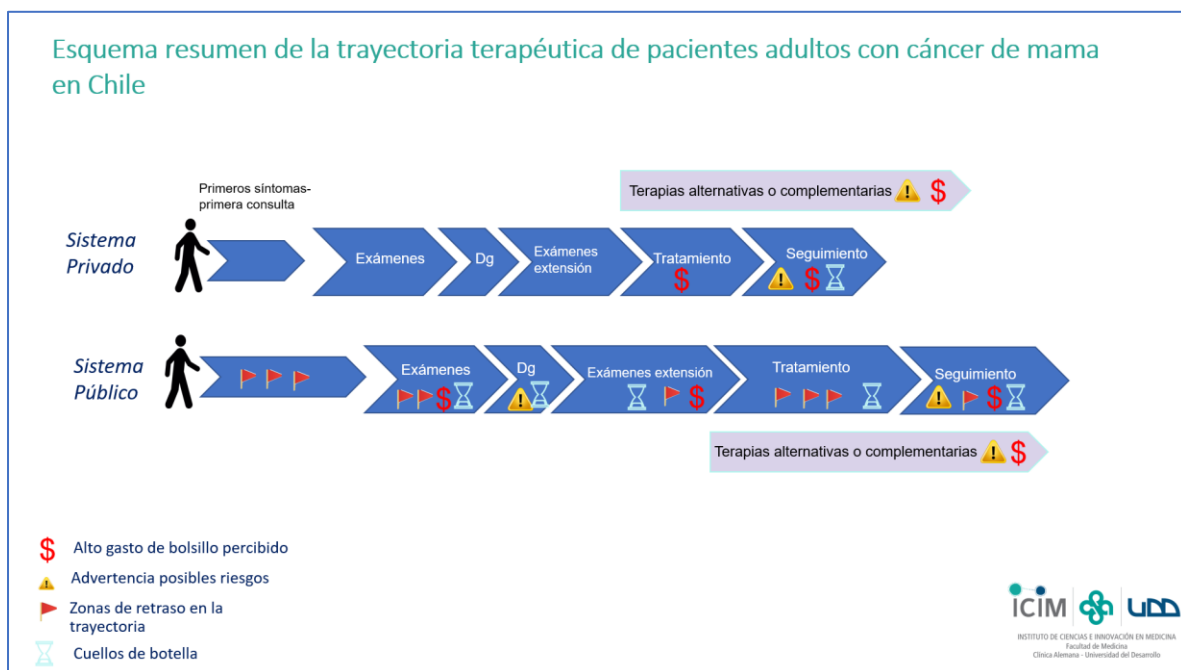 Esquema resumen de la trayectoria terapéutica de pacientes adultos con cáncer de mama
en Chile
Primeros síntomas-
primera consulta
Terapias alternativas o complementarias $
Sistema
Privado
Exámenes
Dg
Exámenes
extensión
Tratamiento
$
Seguimiento
$
Sistema
Público
Exámenes
$
Dg
Exámenes extensión
$
Tratamiento
Seguimiento
$
Terapias alternativas o complementarias $
$ Alto gasto de bolsillo percibido
Advertencia posibles riesgos
Zonas de retraso en la
trayectoria
Cuellos de botella
iCiM
UDD
INSTITUTO DE CIENCIAS E INNOVACIÓN EN MEDICINA
Facultad de Medicina
Clínica Alemana - Universidad del Desarrollo